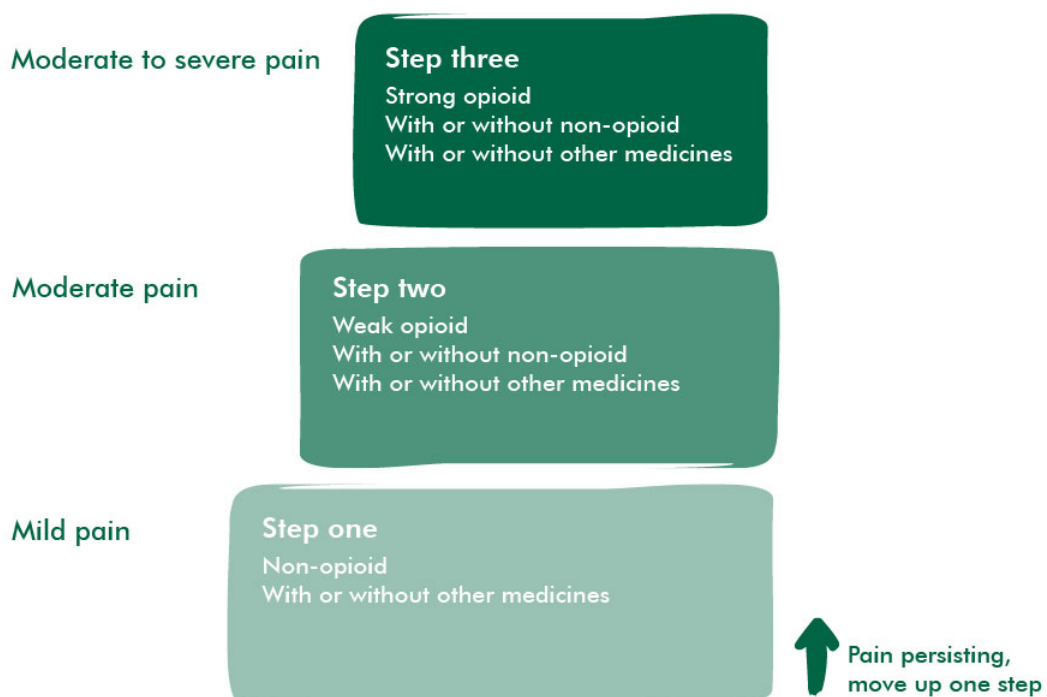 Moderate to severe pain
Step three
Strong opioid
With or without non-opioid
With or without other medicines
Moderate pain
Step two
Weak opioid
With or without non-opioid
With or without other medicines
Mild pain
Step one
Non-opioid
With or without other medicines
Pain persisting,
move up one step